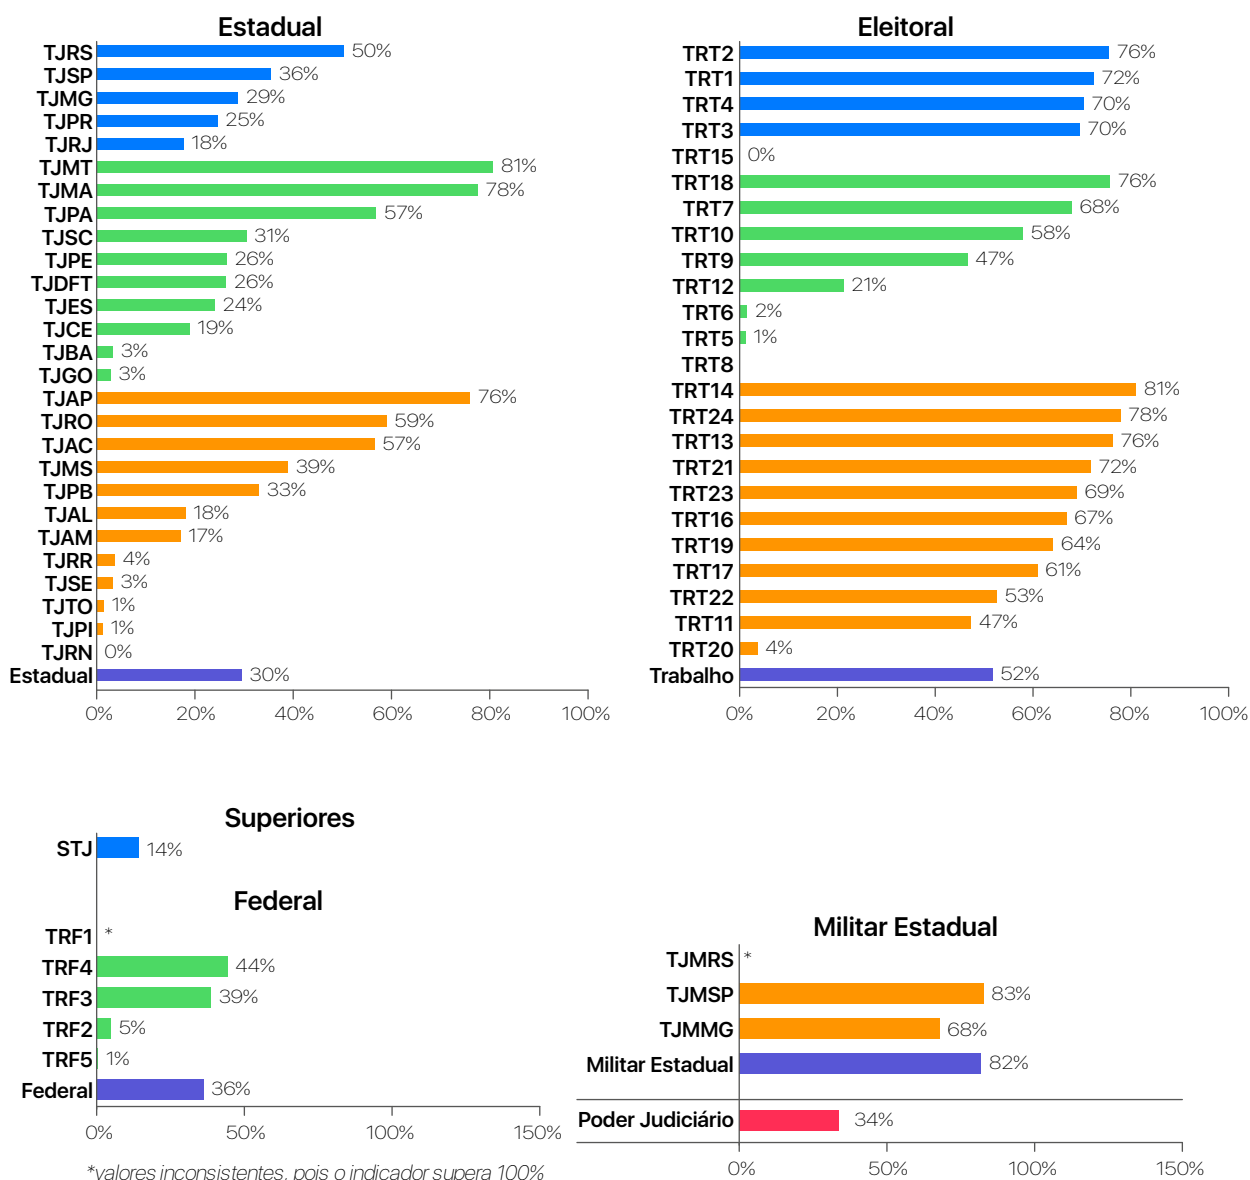 Estadual
TJRS 50%
TJSP 36%
TJMG 29%
TJPR 25%
TJRJ 18%
TJMT 81%
TJMA 78%
TJPA 57%
TJSC 31%
TJPE 26%
TJDFT 26%
TJES 24%
TJCE 19%
TJBA 3%
TJGO 3%
TJAP 76%
TJRO 59%
TJAC 57%
TJMS 39%
TJPB 33%
TJAL 18%
TJAM 17%
TJRR 4%
TJSE 3%
TJTO 1%
TJPI 1%
TJRN 0%
Estadual 30%
0% 20% 40% 60% 80% 100%
Eleitoral
TRT2 76%
TRT1 72%
TRT4 70%
TRT3 70%
TRT15 0%
TRT18 76%
TRT7 68%
TRT10 58%
TRT9 47%
TRT12 21%
TRT6 2%
TRT5 1%
TRT8
TRT14 81%
TRT24 78%
TRT13 76%
TRT21 72%
TRT23 69%
TRT16 67%
TRT19 64%
TRT17 61%
TRT22 53%
TRT11 47%
TRT20 4%
Trabalho 52%
0% 20% 40% 60% 80% 100%
Superiores
STJ 14%
Federal
TRF1 *
TRF4 44%
TRF3 39%
TRF2 5%
TRF5 1%
Federal 36%
0% 50% 100% 150%
*valores inconsistentes, pois o indicador supera 100%
Militar Estadual
TJMRS *
TJMSP 83%
TJMMG 68%
Militar Estadual 82%
Poder Judiciário 34%
0% 50% 100% 150%